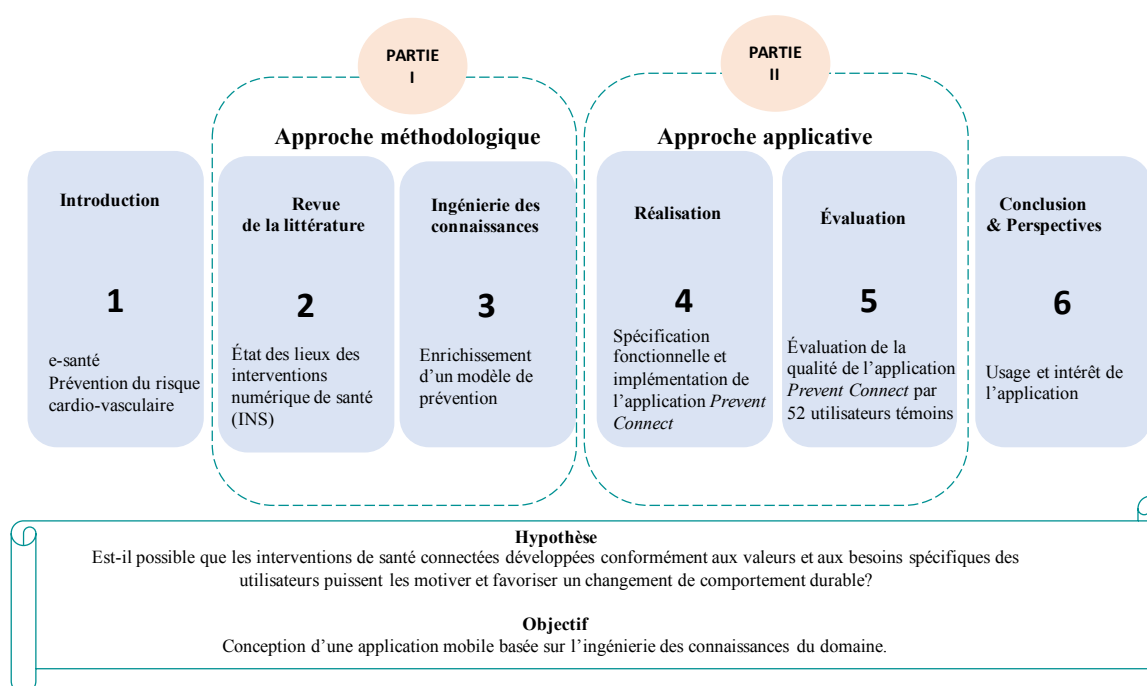 PARTIE
I
PARTIE
II
Approche méthodologique
Approche applicative
Introduction
1
e-santé
Prévention du risque
cardio-vasculaire
Revue
de la littérature
2
État des lieux des
interventions
numérique de santé
(INS)
Ingénierie des
connaissances
3
Enrichissement
d’un modèle de
prévention
Réalisation
4
Spécification
fonctionnelle et
implémentation de
l’application Prevent
Connect
Évaluation
5
Évaluation de la
qualité de l’application
Prevent Connect par
52 utilisateurs témoins
Conclusion
& Perspectives
6
Usage et intérêt de
l’application
Hypothèse
Est-il possible que les interventions de santé connectées développées conformément aux valeurs et aux besoins spécifiques des
utilisateurs puissent les motiver et favoriser un changement de comportement durable?
Objectif
Conception d’une application mobile basée sur l’ingénierie des connaissances du domaine.